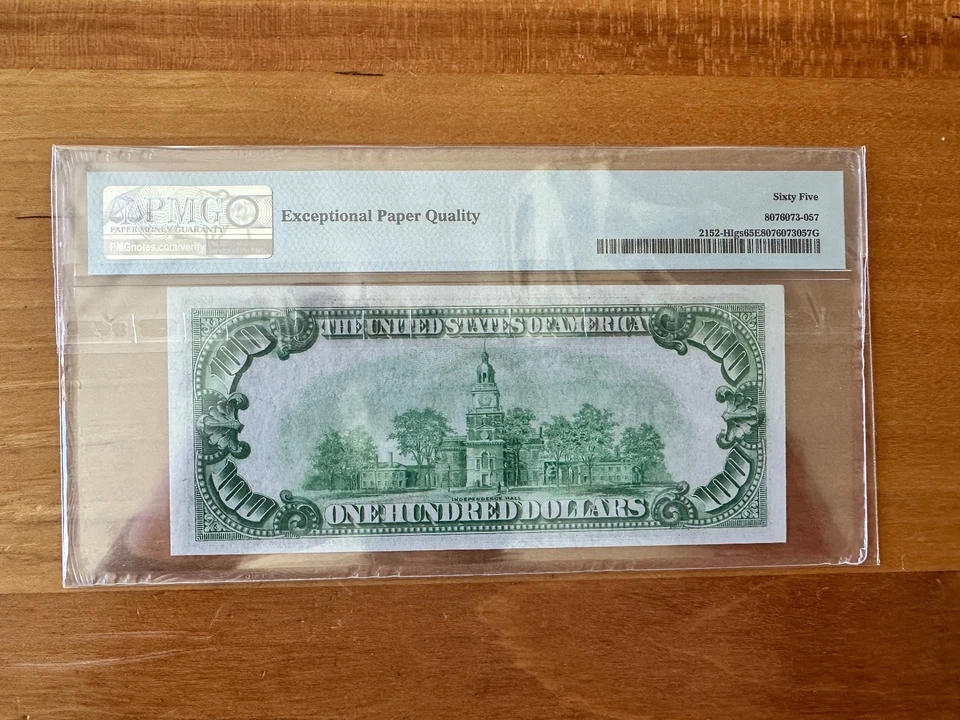 PMG
PAPER MONEY GUARANTY
PMGnotes.com/verify
Exceptional Paper Quality
Sixty Five
8076073-057
2152-Hlgs65E8076073057G
THE UNITED STATES OF AMERICA
100 100
INDEPENDENCE HALL
100 100
ONE HUNDRED DOLLARS